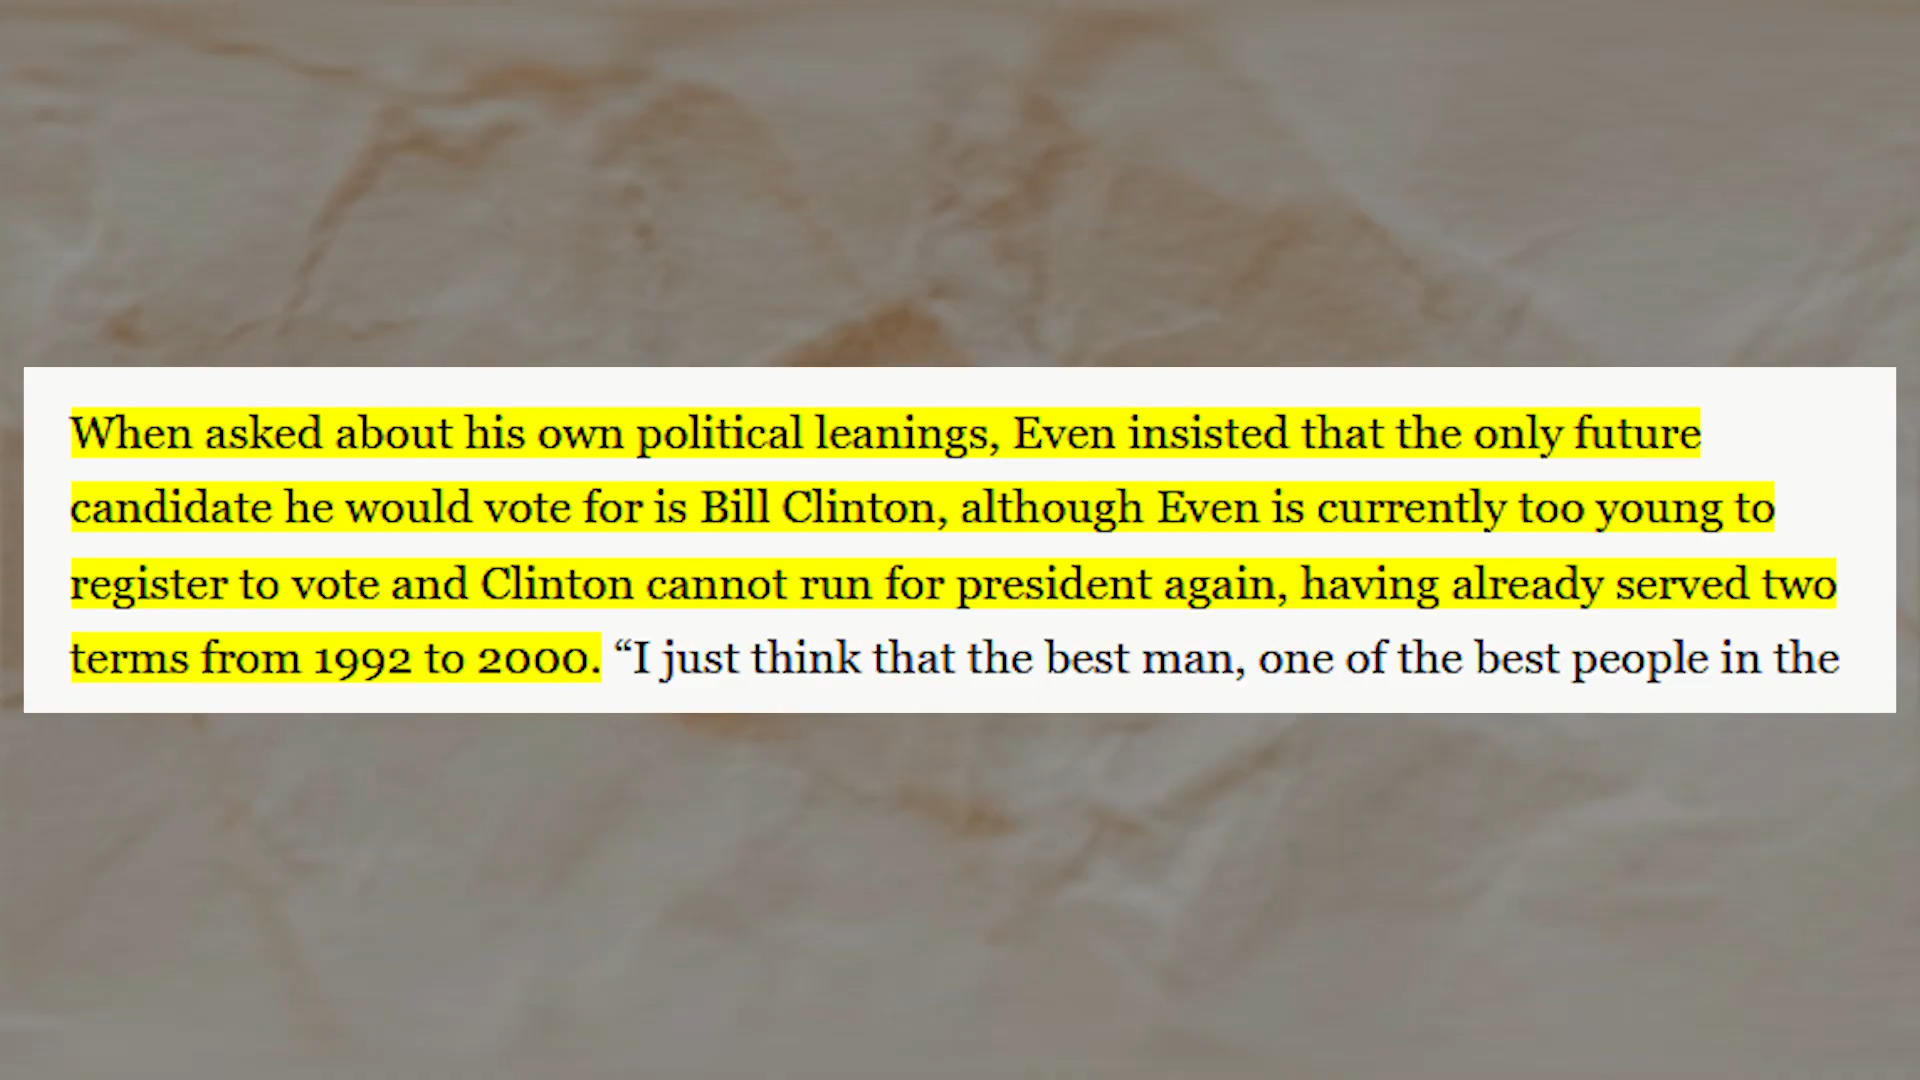 When asked about his own political leanings, Even insisted that the only future
candidate he would vote for is Bill Clinton, although Even is currently too young to
register to vote and Clinton cannot run for president again, having already served two
terms from 1992 to 2000. “I just think that the best man, one of the best people in the